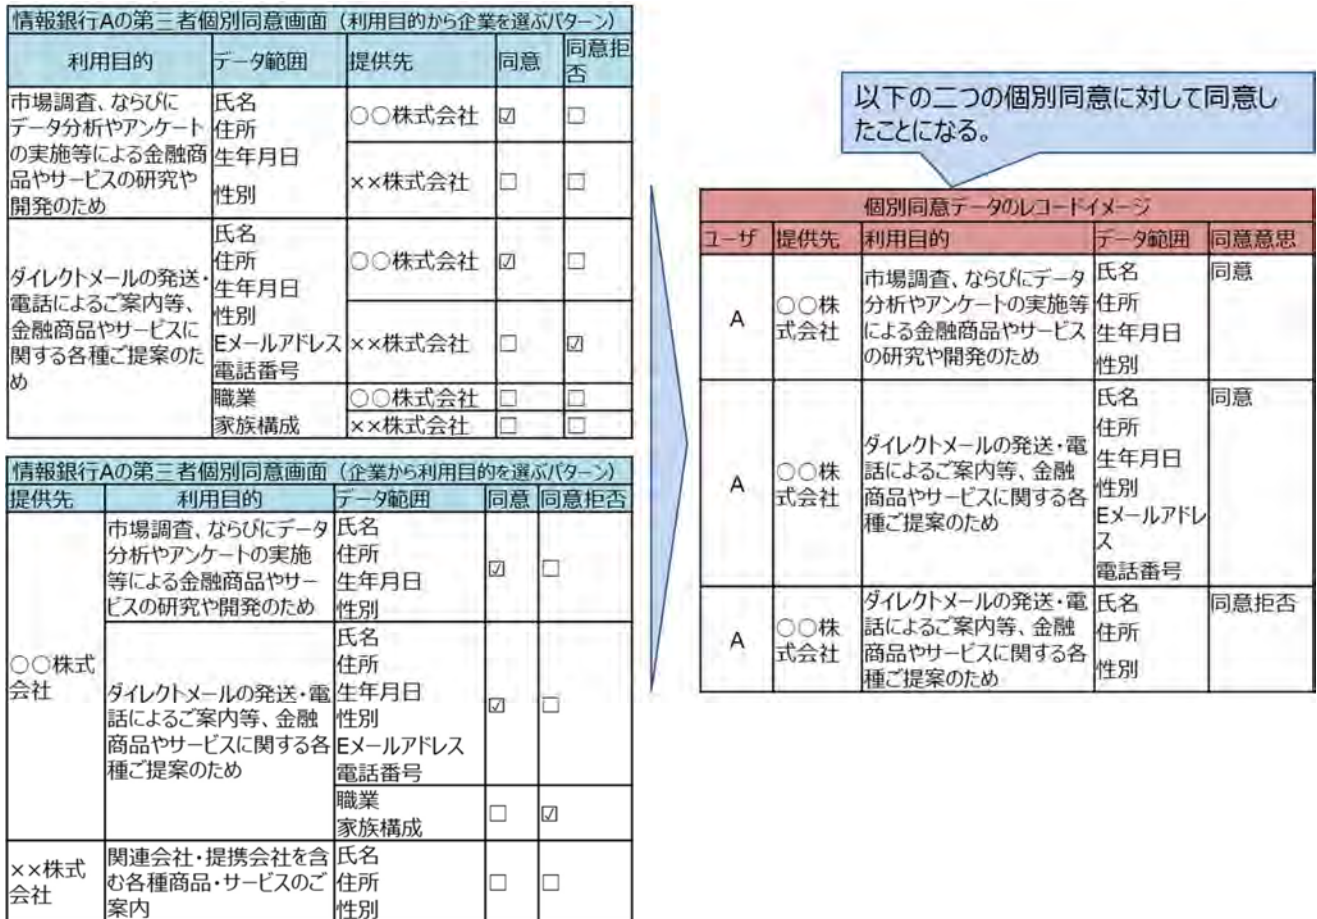 情報銀行Aの第三者個別同意画面（利用目的から企業を選ぶパターン）
利用目的
データ範囲
提供先
同意
同意拒
否
市場調査、ならびに
データ分析やアンケート
の実施等による金融商
品やサービスの研究や
開発のため
氏名
住所
生年月日
性別
○○株式会社 ☑ □
××株式会社 □ □
ダイレクトメールの発送・
電話によるご案内等、
金融商品やサービスに
関する各種ご提案のた
め
氏名
住所
生年月日
性別
Eメールアドレス
電話番号
○○株式会社 ☑ □
××株式会社 □ ☑
職業
家族構成
○○株式会社 □ □
××株式会社 □ □
情報銀行Aの第三者個別同意画面（企業から利用目的を選ぶパターン）
提供先 利用目的 データ範囲 同意 同意拒否
○○株式
会社
市場調査、ならびにデータ
分析やアンケートの実施
等による金融商品やサー
ビスの研究や開発のため
氏名
住所
生年月日
性別
☑ □
ダイレクトメールの発送・電
話によるご案内等、金融
商品やサービスに関する各
種ご提案のため
氏名
住所
生年月日
性別
Eメールアドレス
電話番号
☑ □
職業
家族構成
□ ☑
××株式
会社
関連会社・提携会社を含
む各種商品・サービスのご
案内
氏名
住所
性別
□ □
以下の二つの個別同意に対して同意し
たことになる。
個別同意データのレコードイメージ
ユーザ 提供先 利用目的 データ範囲 同意意思
A
○○株
式会社
市場調査、ならびにデータ
分析やアンケートの実施等
による金融商品やサービス
の研究や開発のため
氏名
住所
生年月日
性別
同意
A
○○株
式会社
ダイレクトメールの発送・電
話によるご案内等、金融
商品やサービスに関する各
種ご提案のため
氏名
住所
生年月日
性別
Eメールアドレ
ス
電話番号
同意
A
○○株
式会社
ダイレクトメールの発送・電
話によるご案内等、金融
商品やサービスに関する各
種ご提案のため
氏名
住所
性別
同意拒否